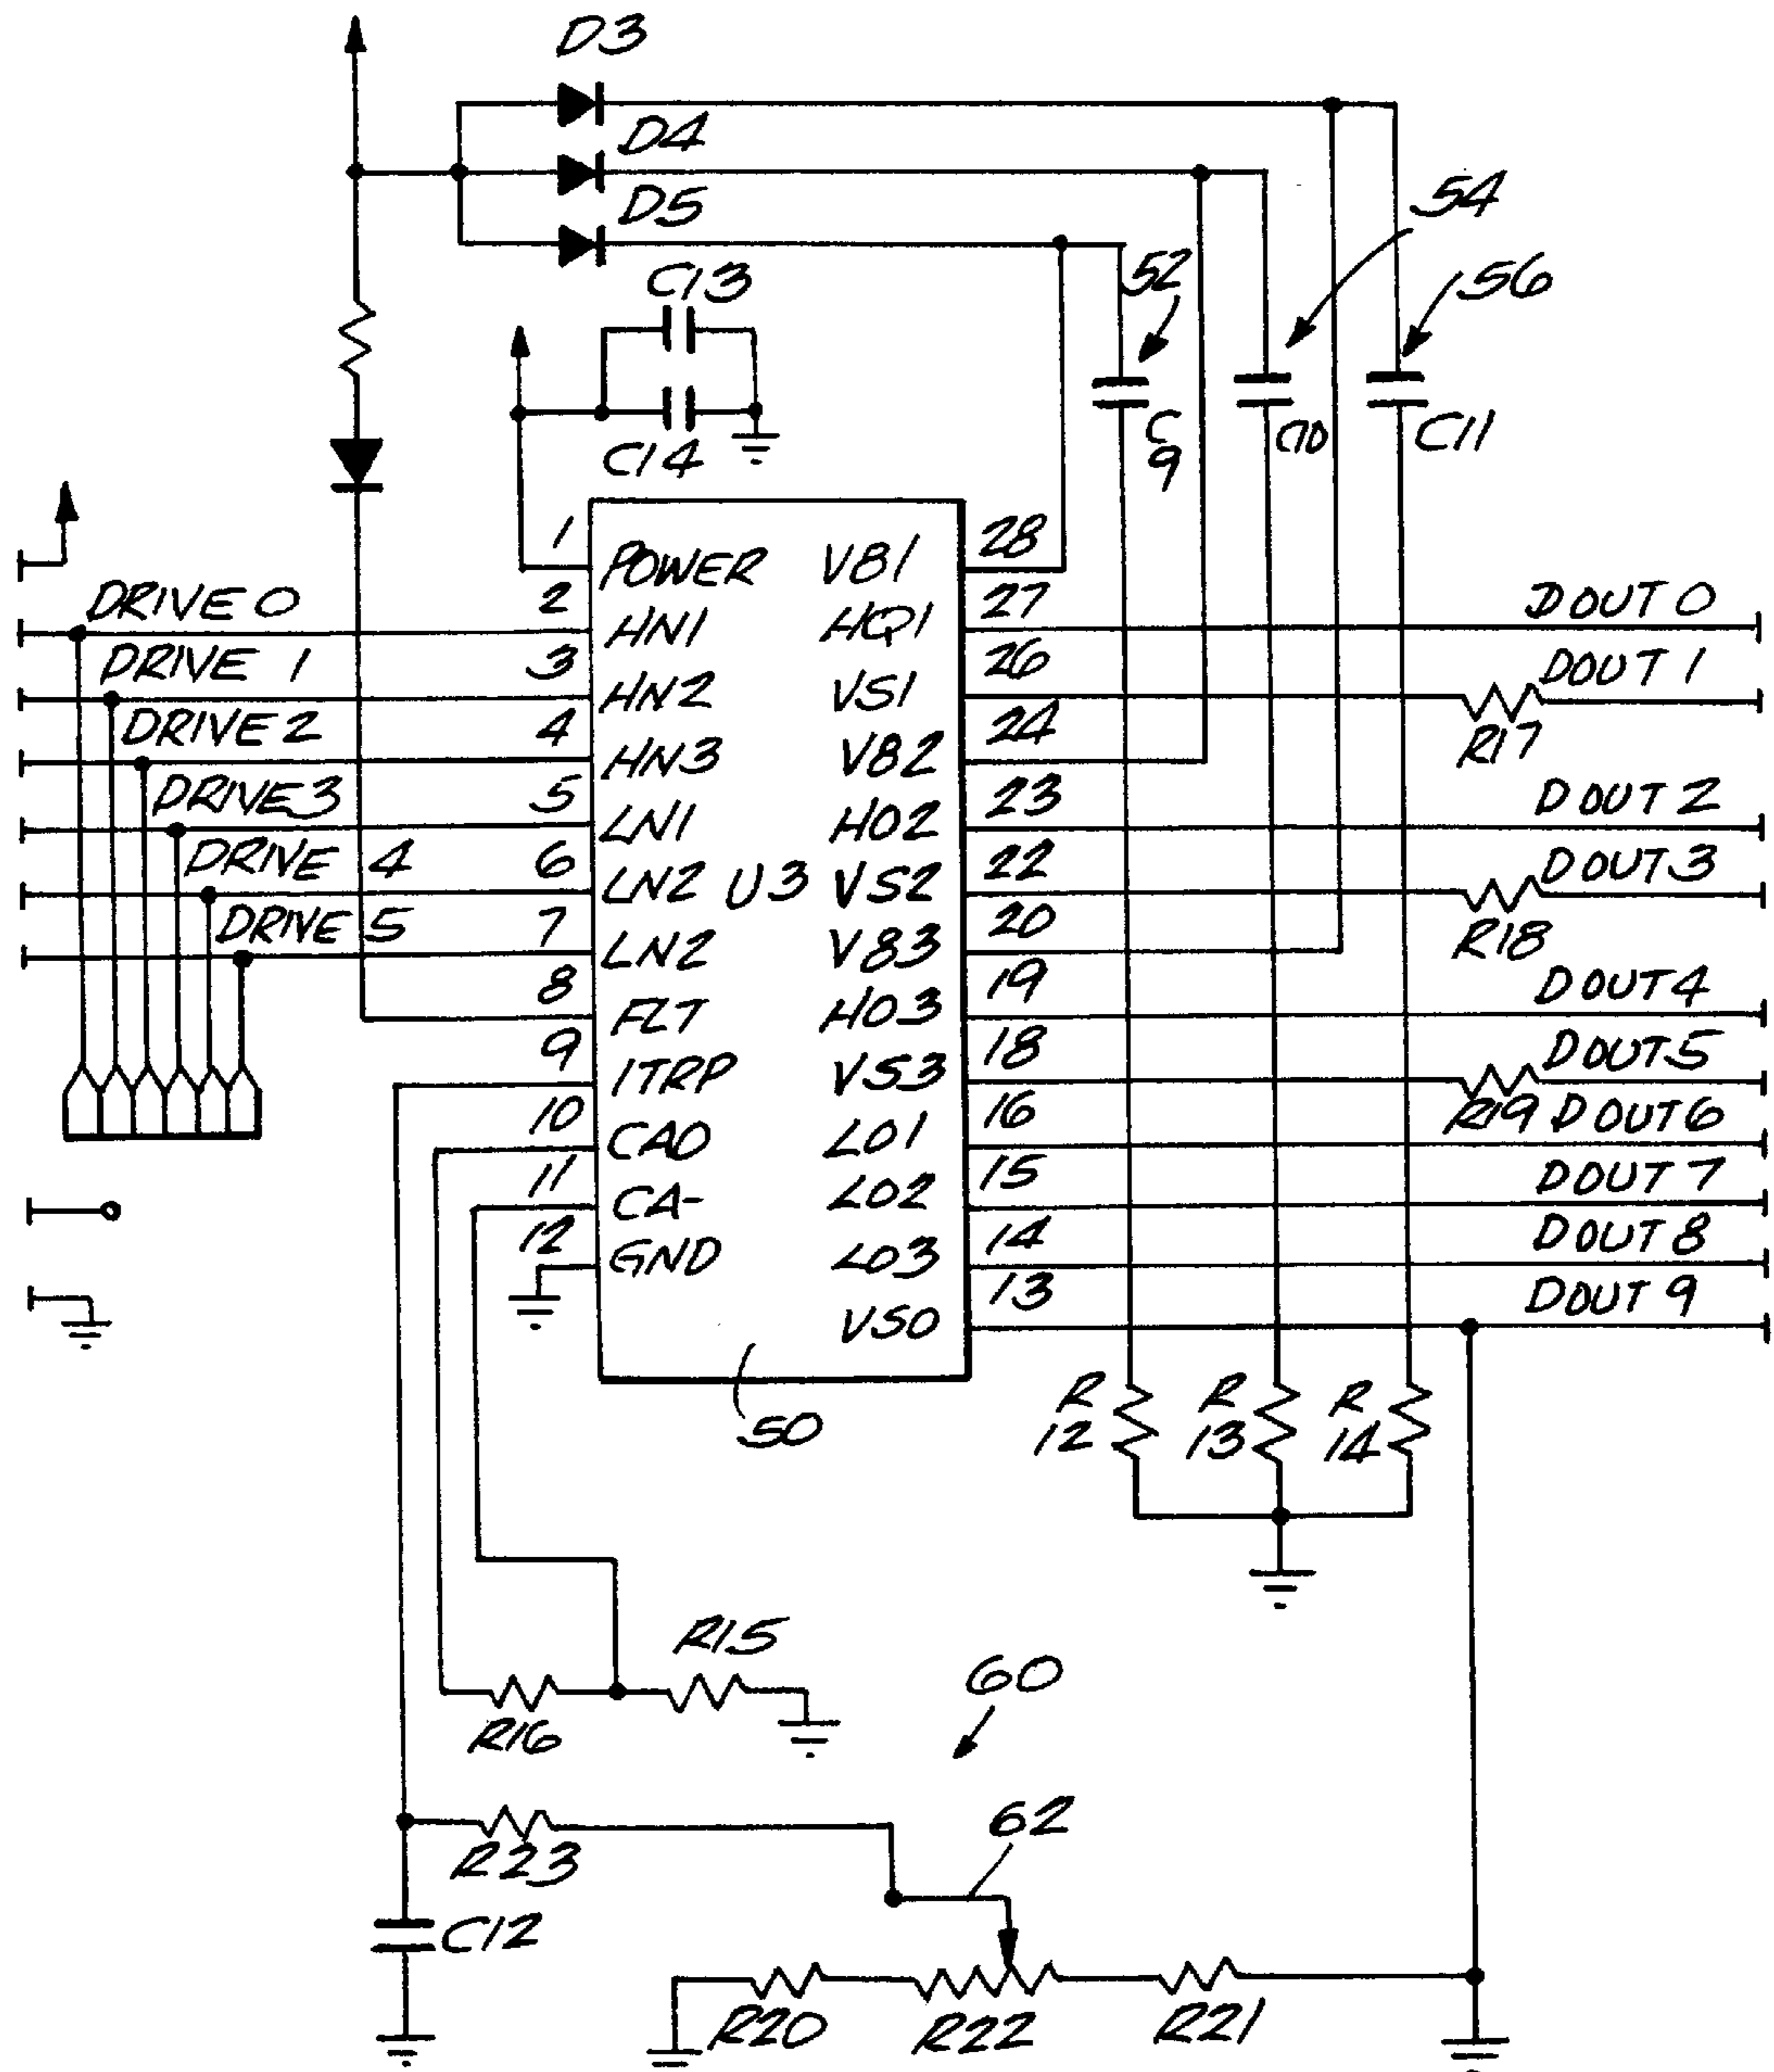 D3
D4
D5
C13
C14
52
54
56
C
9
C10
C11
1
2
3
4
5
6
7
8
9
10
11
12
POWER
HN1
HN2
HN3
LN1
LN2
LN2
FLT
ITRP
CAO
CA-
GND
U3
VB1
HQ1
VS1
VB2
HO2
VS2
VB3
HO3
VS3
LO1
LO2
LO3
VSO
28
27
26
24
23
22
20
19
18
16
15
14
13
DRIVE 0
DRIVE 1
DRIVE 2
DRIVE 3
DRIVE 4
DRIVE 5
DOUT 0
DOUT 1
R17
DOUT 2
DOUT 3
R18
DOUT 4
DOUT 5
R19 DOUT 6
DOUT 7
DOUT 8
DOUT 9
50
R
12
R
13
R
14
R15
R16
60
62
R23
C12
R20
R22
R21